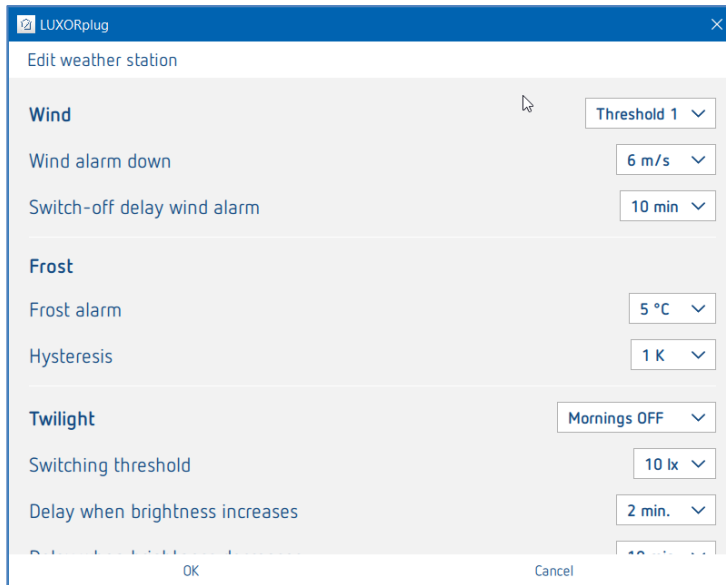 LUXORplug
Edit weather station
Wind Threshold 1
Wind alarm down 6 m/s
Switch-off delay wind alarm 10 min
Frost
Frost alarm 5 °C
Hysteresis 1 K
Twilight Mornings OFF
Switching threshold 10 lx
Delay when brightness increases 2 min.
OK Cancel